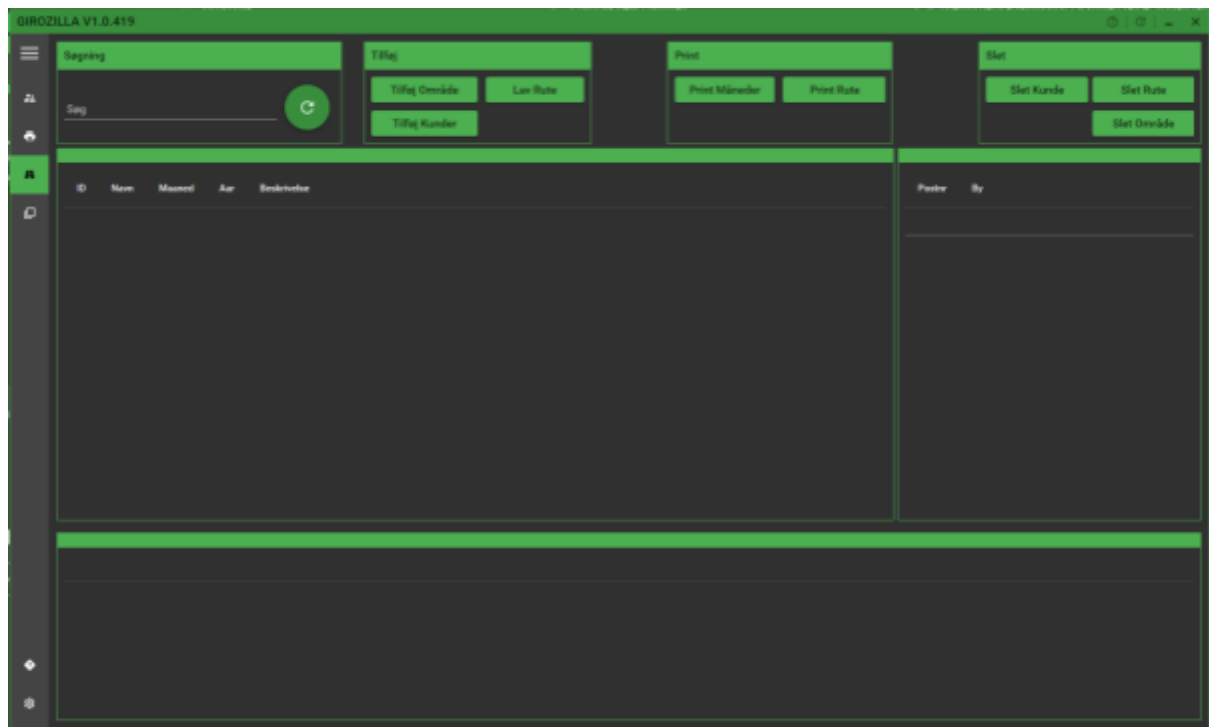 GIROZILLA V1.0.419
Søgning
Søg
Tilføj
Tilføj Område Lav Rute
Tilføj Kunder
Print
Print Måneder Print Rute
Slet
Slet Kunde Slet Rute
Slet Område
ID Navn Maaned Aar Beskrivelse
Postnr By